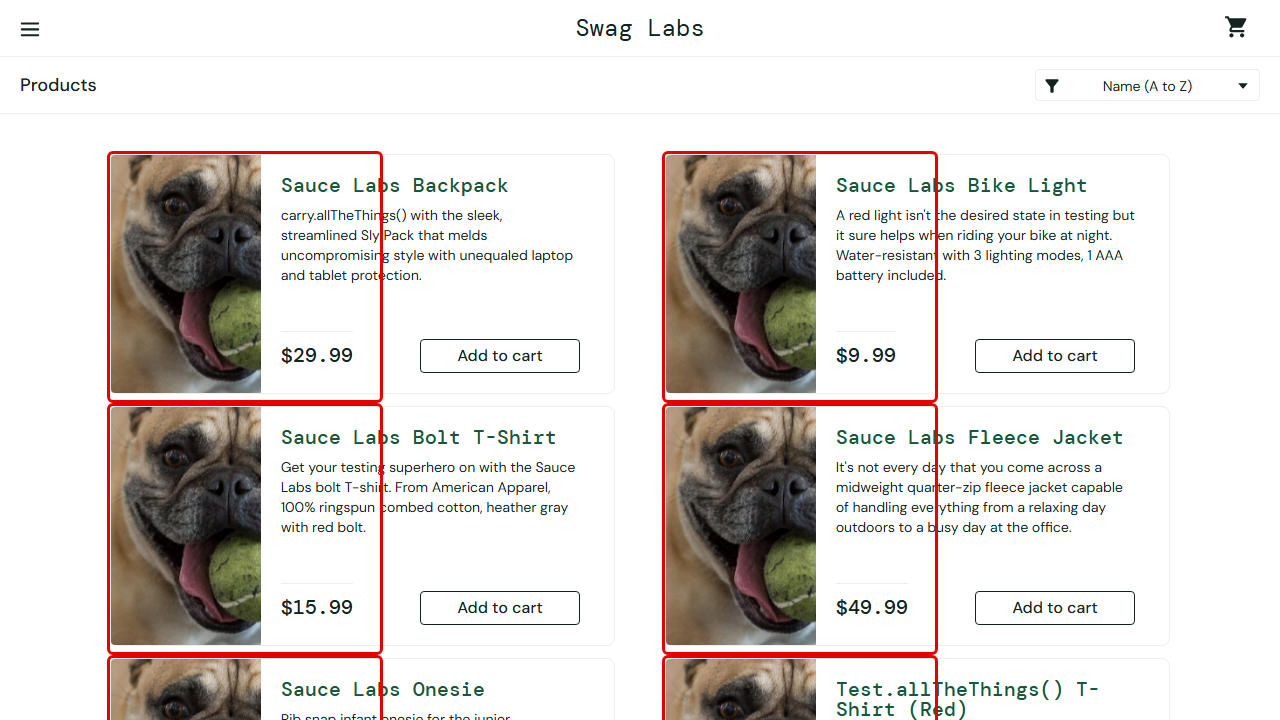 Swag Labs
Products
Name (A to Z)
Sauce Labs Backpack
carry.allTheThings() with the sleek,
streamlined Sly Pack that melds
uncompromising style with unequaled laptop
and tablet protection.
$29.99
Add to cart
Sauce Labs Bike Light
A red light isn't the desired state in testing but
it sure helps when riding your bike at night.
Water-resistant with 3 lighting modes, 1 AAA
battery included.
$9.99
Add to cart
Sauce Labs Bolt T-Shirt
Get your testing superhero on with the Sauce
Labs bolt T-shirt. From American Apparel,
100% ringspun combed cotton, heather gray
with red bolt.
$15.99
Add to cart
Sauce Labs Fleece Jacket
It's not every day that you come across a
midweight quarter-zip fleece jacket capable
of handling everything from a relaxing day
outdoors to a busy day at the office.
$49.99
Add to cart
Sauce Labs Onesie
Rib snap infant onesie for the junior
Test.allTheThings() T-
Shirt (Red)